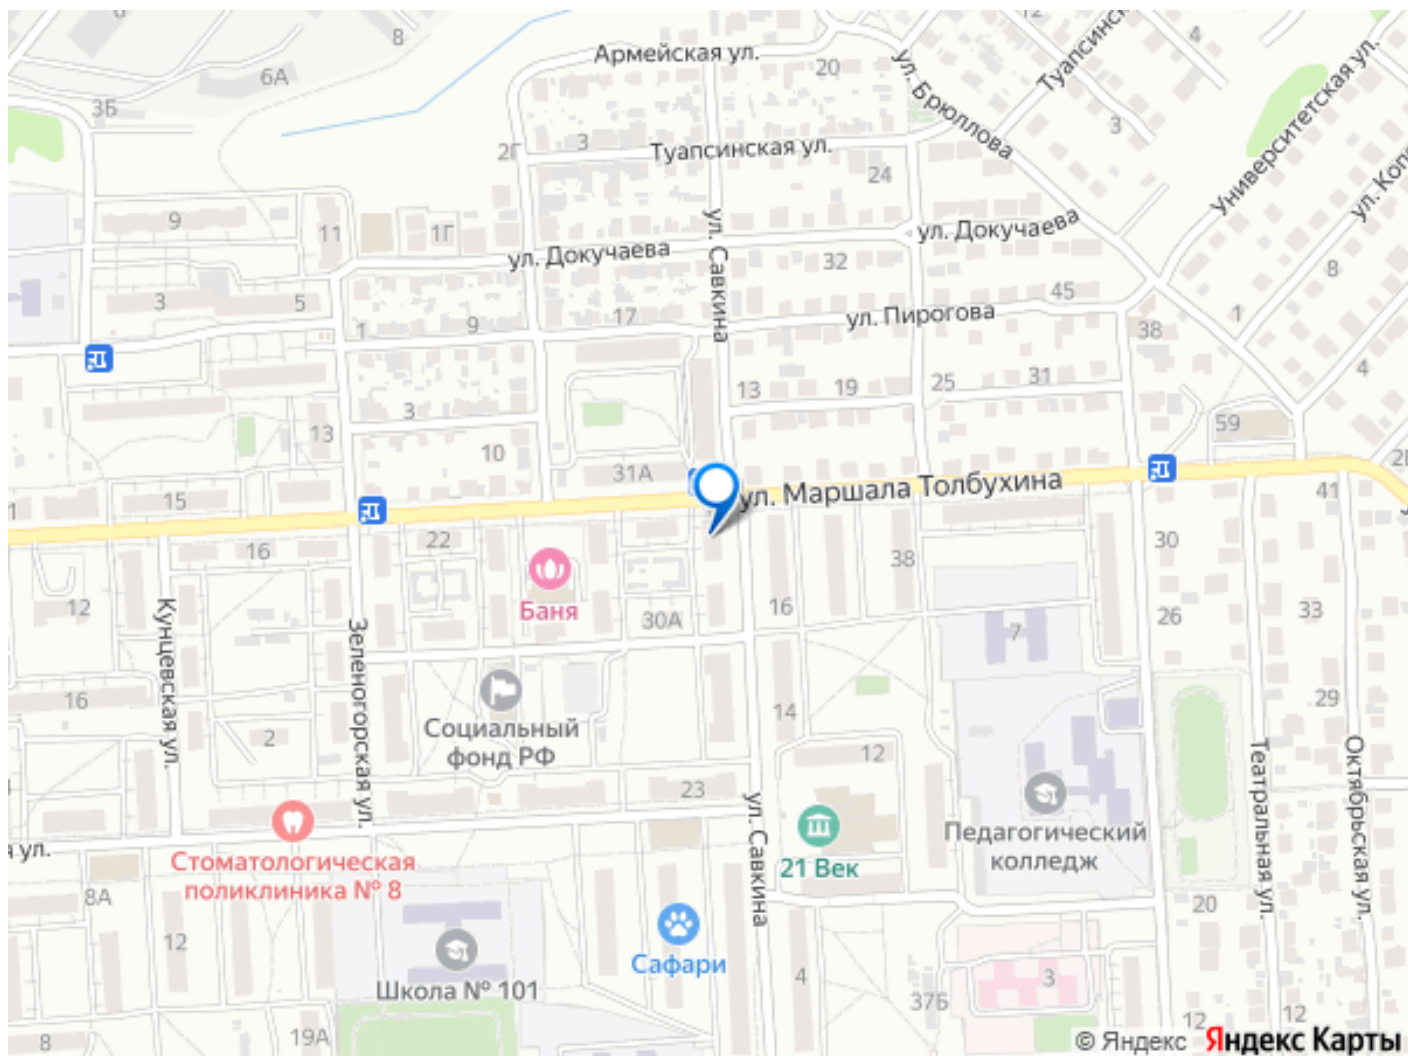 8
12
4
Туапсинс
Армейская ул.
20
6А
ул. Брюллова
Университетская ул.
3Б
3
2Г
3
Туапсинская ул.
24
ул. Коп
9
11
1Г
ул. Савкина
ул. Докучаева
ул. Докучаева
32
8
3
5
1
9
17
ул. Пирогова
45
38
1
13
19
25
31
4
3
13
10
59
31А
ул. Маршала Толбухина
2В
41
15
1
16
22
38
30
Баня
12
Кунцевская ул.
Зеленогорская ул.
30А
16
7
26
33
16
2
Социальный
фонд РФ
14
12
29
Театральная ул.
Октябрьская ул.
23
ул. Савкина
я ул.
Стоматологическая
поликлиника № 8
21 Век
Педагогический
колледж
8А
12
20
Сафари
4
Школа № 101
37Б
3
19А
8
12
12
© Яндекс Яндекс Карты